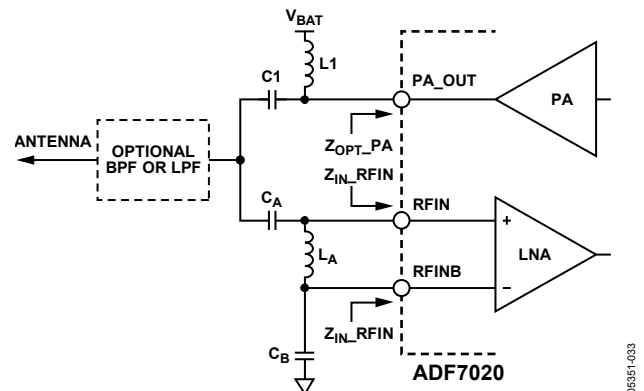 VBAT
L1
C1
PA_OUT
PA
ANTENNA
OPTIONAL
BPF OR LPF
ZOPT_PA
ZIN_RFIN
CA
RFIN
+
LA
LNA
RFINB
−
ZIN_RFIN
CB
ADF7020
05351-033